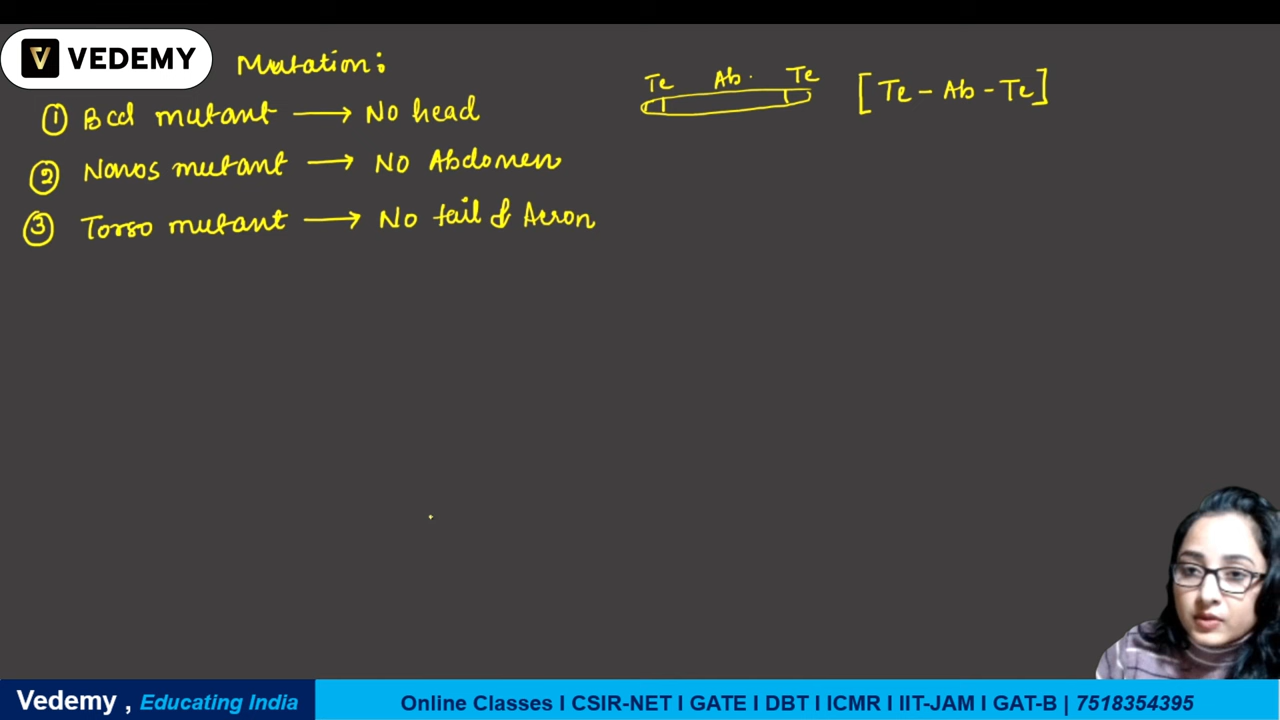 VEDEMY
Mutation:
Te Ab. Te [Te - Ab - Te]
① Bcd mutant → No head
② Nanos mutant → No Abdomen
③ Torso mutant → No tail & Acron
Vedemy , Educating India
Online Classes I CSIR-NET I GATE I DBT I ICMR I IIT-JAM I GAT-B | 7518354395